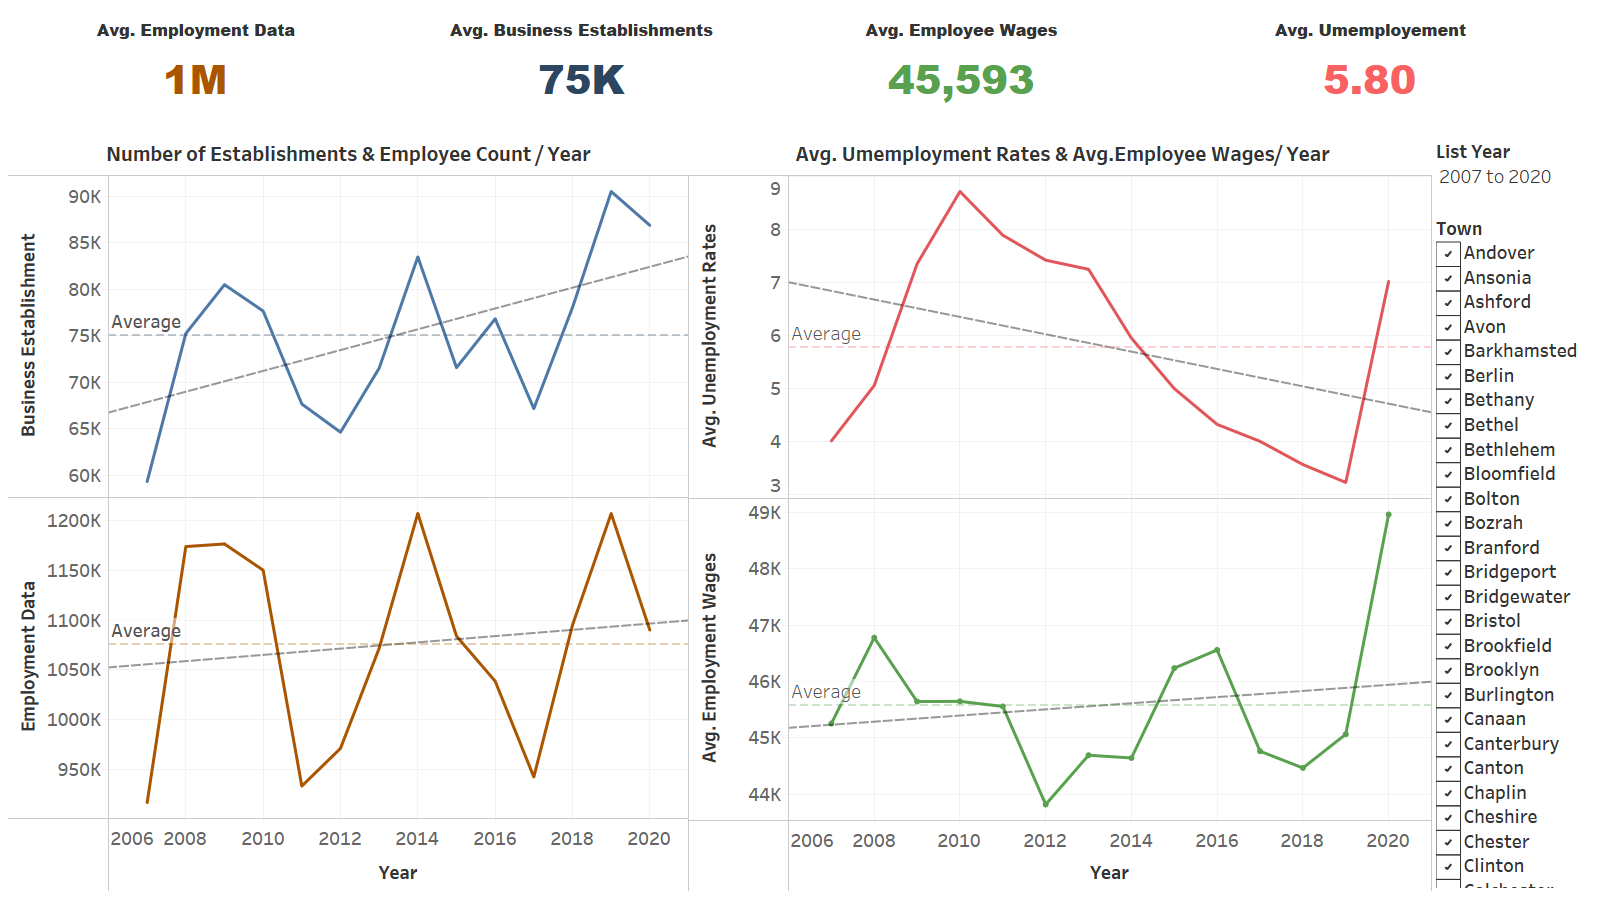 Avg. Employment Data
1M
Avg. Business Establishments
75K
Avg. Employee Wages
45,593
Avg. Umemployement
5.80
Number of Establishments & Employee Count / Year
Business Establishment
90K
85K
80K
75K
70K
65K
60K
Average
Employment Data
1200K
1150K
1100K
1050K
1000K
950K
Average
2006 2008 2010 2012 2014 2016 2018 2020
Year
Avg. Umemployment Rates & Avg.Employee Wages/ Year
Avg. Unemployment Rates
9
8
7
6
5
4
3
Average
Avg. Employment Wages
49K
48K
47K
46K
45K
44K
Average
2006 2008 2010 2012 2014 2016 2018 2020
Year
List Year
2007 to 2020
Town
Andover
Ansonia
Ashford
Avon
Barkhamsted
Berlin
Bethany
Bethel
Bethlehem
Bloomfield
Bolton
Bozrah
Branford
Bridgeport
Bridgewater
Bristol
Brookfield
Brooklyn
Burlington
Canaan
Canterbury
Canton
Chaplin
Cheshire
Chester
Clinton